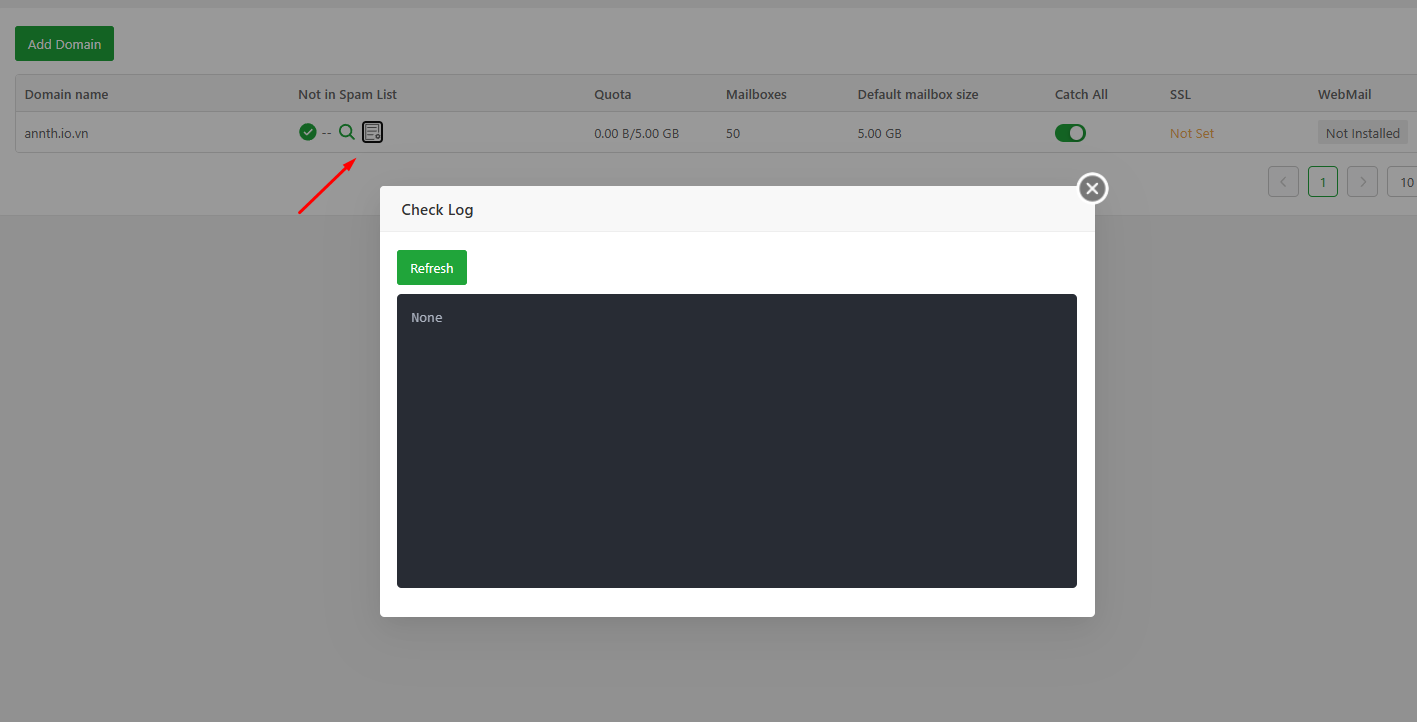 Add Domain
Domain name Not in Spam List Quota Mailboxes Default mailbox size Catch All SSL WebMail
annth.io.vn -- 0.00 B/5.00 GB 50 5.00 GB Not Set Not Installed
1 10
Check Log
Refresh
None